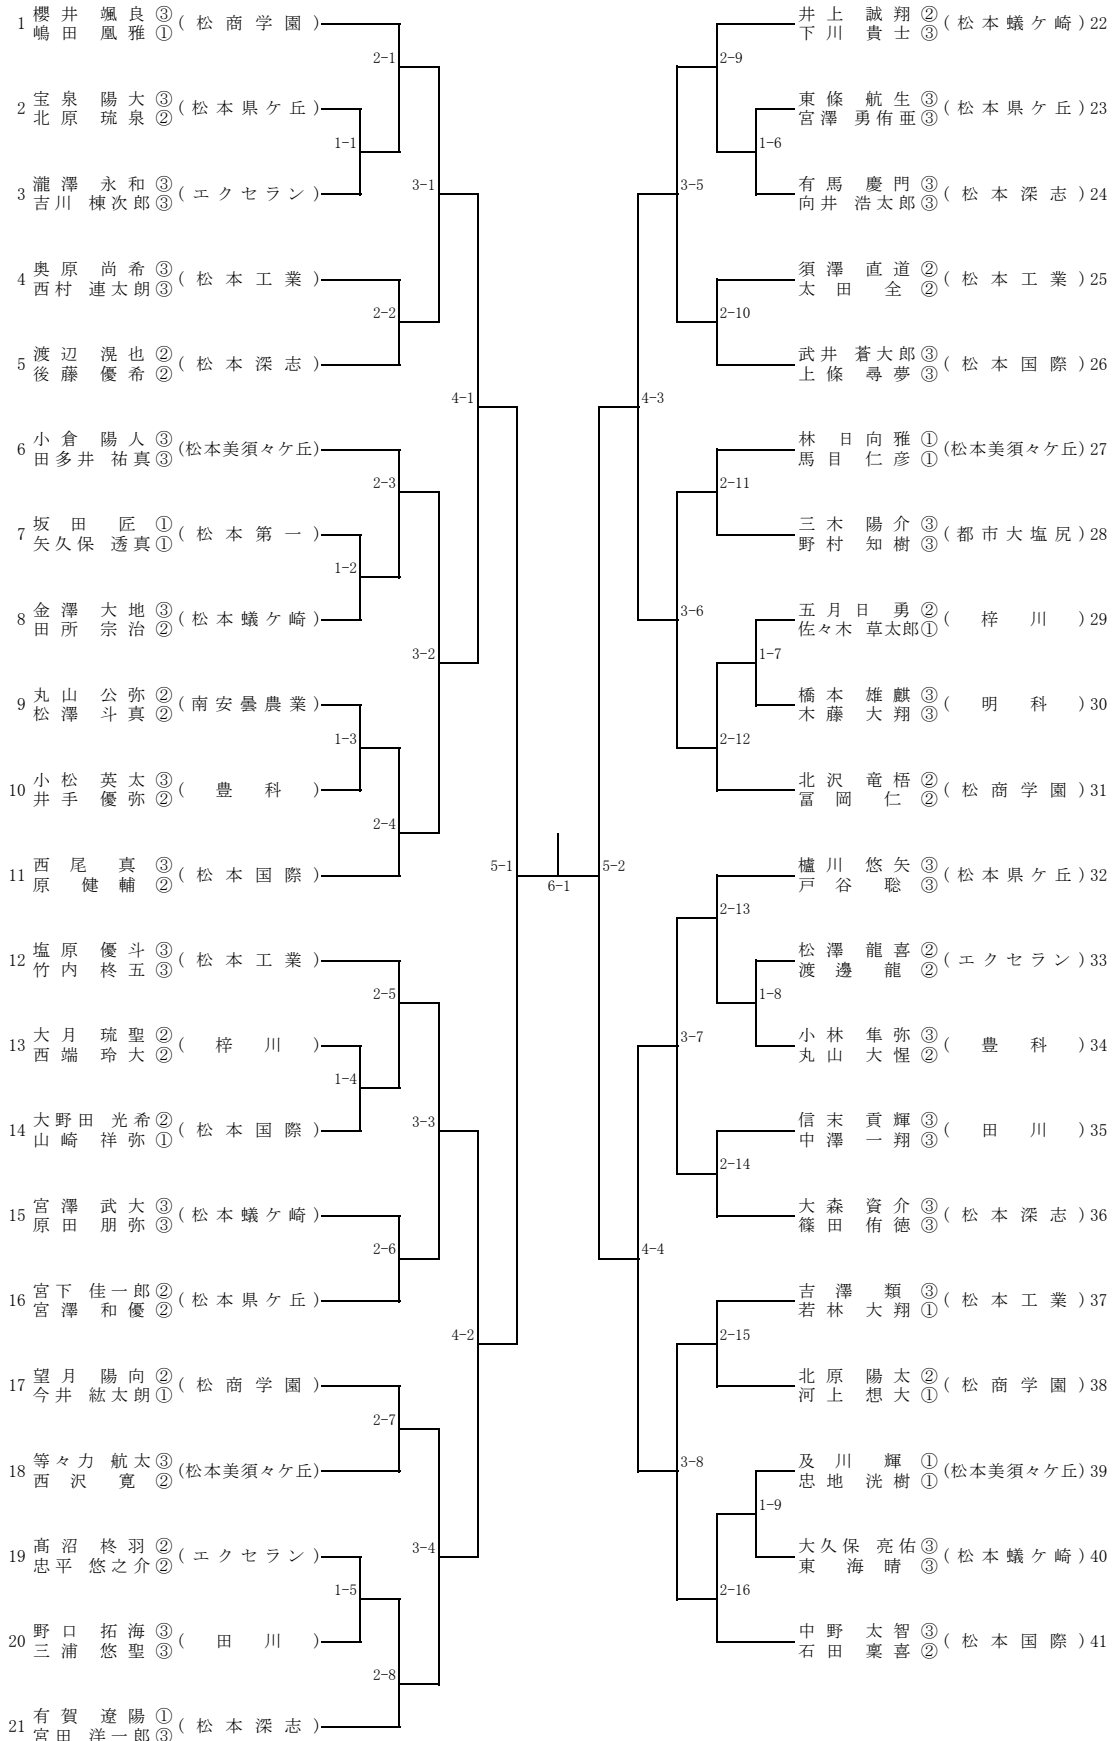 1 櫻井 颯良③ (松商学園)
嶋田 凰雅①
2 宝泉 陽大③ (松本県ケ丘)
北原 琉泉②
3 瀧澤 永和③ (エクセラン)
吉川 棟次郎③
4 奥原 尚希③ (松本工業)
西村 連太朗③
5 渡辺 滉也② (松本深志)
後藤 優希②
6 小倉 陽人③ (松本美須々ケ丘)
田多井 祐真③
7 坂田 匠① (松本第一)
矢久保 透真①
8 金澤 大地③ (松本蟻ケ崎)
田所 宗治②
9 丸山 公弥② (南安曇農業)
松澤 斗真②
10 小松 英太③ (豊科)
井手 優弥②
11 西尾 真③ (松本国際)
原 健輔②
12 塩原 優斗③ (松本工業)
竹内 柊五③
13 大月 琉聖② (梓川)
西端 玲大②
14 大野田 光希② (松本国際)
山崎 祥弥①
15 宮澤 武大③ (松本蟻ケ崎)
原田 朋弥③
16 宮下 佳一郎② (松本県ケ丘)
宮澤 和優②
17 望月 陽向② (松商学園)
今井 紘太朗①
18 等々力 航太③ (松本美須々ケ丘)
西沢 寛②
19 髙沼 柊羽② (エクセラン)
忠平 悠之介②
20 野口 拓海③ (田川)
三浦 悠聖③
21 有賀 遼陽① (松本深志)
宮田 洋一郎③
1-1
1-2
1-3
1-4
1-5
2-1
2-2
2-3
2-4
2-5
2-6
2-7
2-8
3-1
3-2
3-3
3-4
4-1
4-2
5-1
6-1
5-2
4-3
4-4
3-5
3-6
3-7
3-8
2-9
2-10
2-11
2-12
2-13
2-14
2-15
2-16
1-6
1-7
1-8
1-9
井上 誠翔② (松本蟻ケ崎) 22
下川 貴士③
東條 航生③ (松本県ケ丘) 23
宮澤 勇侑亜③
有馬 慶門③ (松本深志) 24
向井 浩太郎③
須澤 直道② (松本工業) 25
太田 全②
武井 蒼大郎③ (松本国際) 26
上條 尋夢③
林 日向雅① (松本美須々ケ丘) 27
馬目 仁彦①
三木 陽介③ (都市大塩尻) 28
野村 知樹③
五月日 勇② (梓川) 29
佐々木 草太郎①
橋本 雄麒③ (明科) 30
木藤 大翔③
北沢 竜梧② (松商学園) 31
冨岡 仁②
櫨川 悠矢③ (松本県ケ丘) 32
戸谷 聡③
松澤 龍喜② (エクセラン) 33
渡邊 龍②
小林 隼弥③ (豊科) 34
丸山 大惺②
信末 貢輝③ (田川) 35
中澤 一翔③
大森 資介③ (松本深志) 36
篠田 侑徳③
吉澤 類③ (松本工業) 37
若林 大翔①
北原 陽太② (松商学園) 38
河上 想大①
及川 輝① (松本美須々ケ丘) 39
忠地 洸樹①
大久保 亮佑③ (松本蟻ケ崎) 40
東 海晴③
中野 太智③ (松本国際) 41
石田 稟喜②